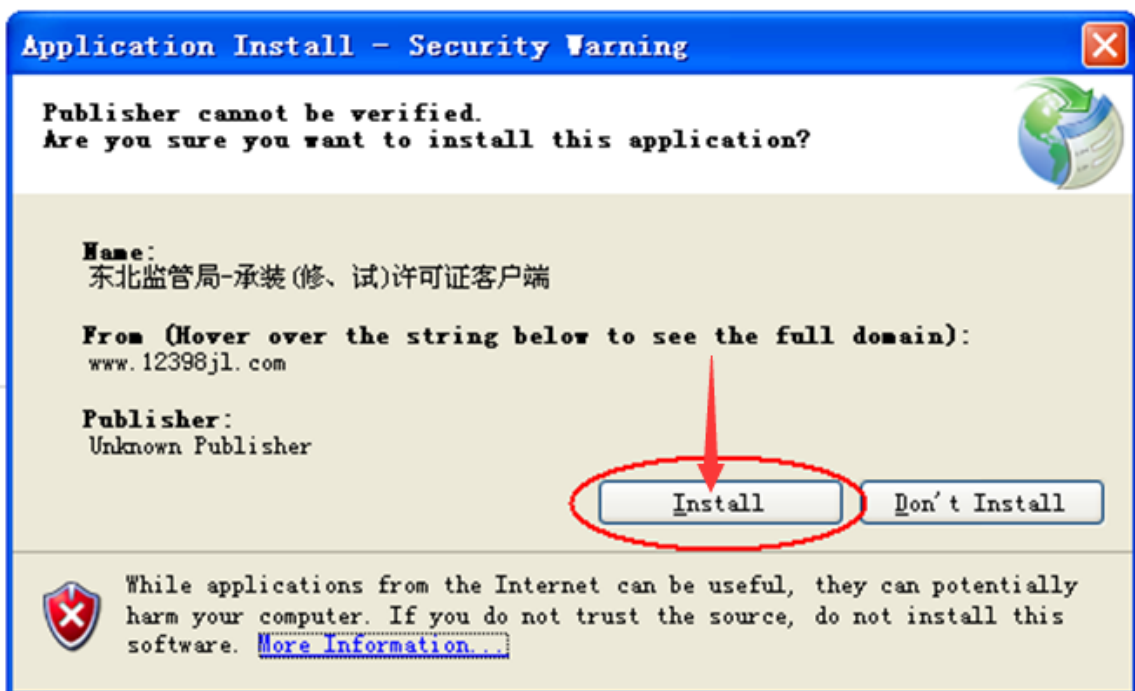 Application Install - Security Warning
Publisher cannot be verified.
Are you sure you want to install this application?
Name:
东北监管局-承装(修、试)许可证客户端
From (Hover over the string below to see the full domain):
www.12398jl.com
Publisher:
Unknown Publisher
Install
Don't Install
While applications from the Internet can be useful, they can potentially
harm your computer. If you do not trust the source, do not install this
software. More Information...